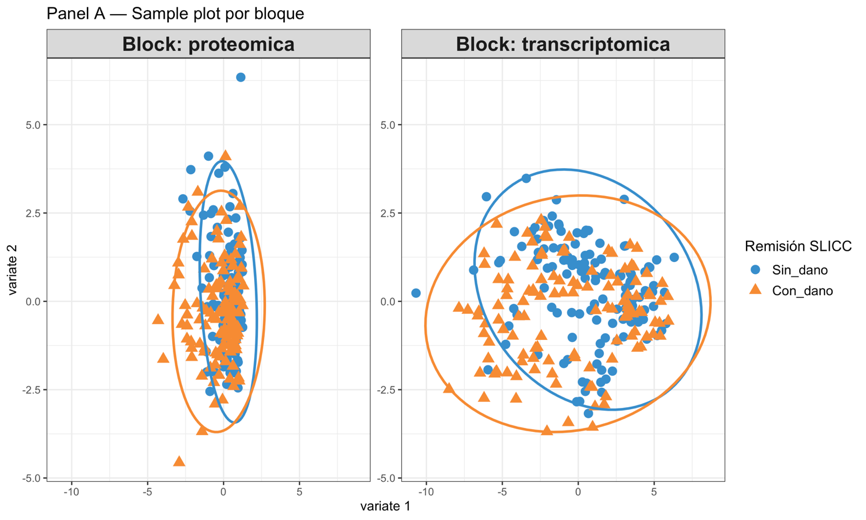 Panel A — Sample plot por bloque
Block: proteomica
Block: transcriptomica
5.0
2.5
0.0
-2.5
-5.0
variate 2
5.0
2.5
0.0
-2.5
-5.0
-10
-5
0
5
-10
-5
0
5
variate 1
Remisión SLICC
Sin_dano
Con_dano